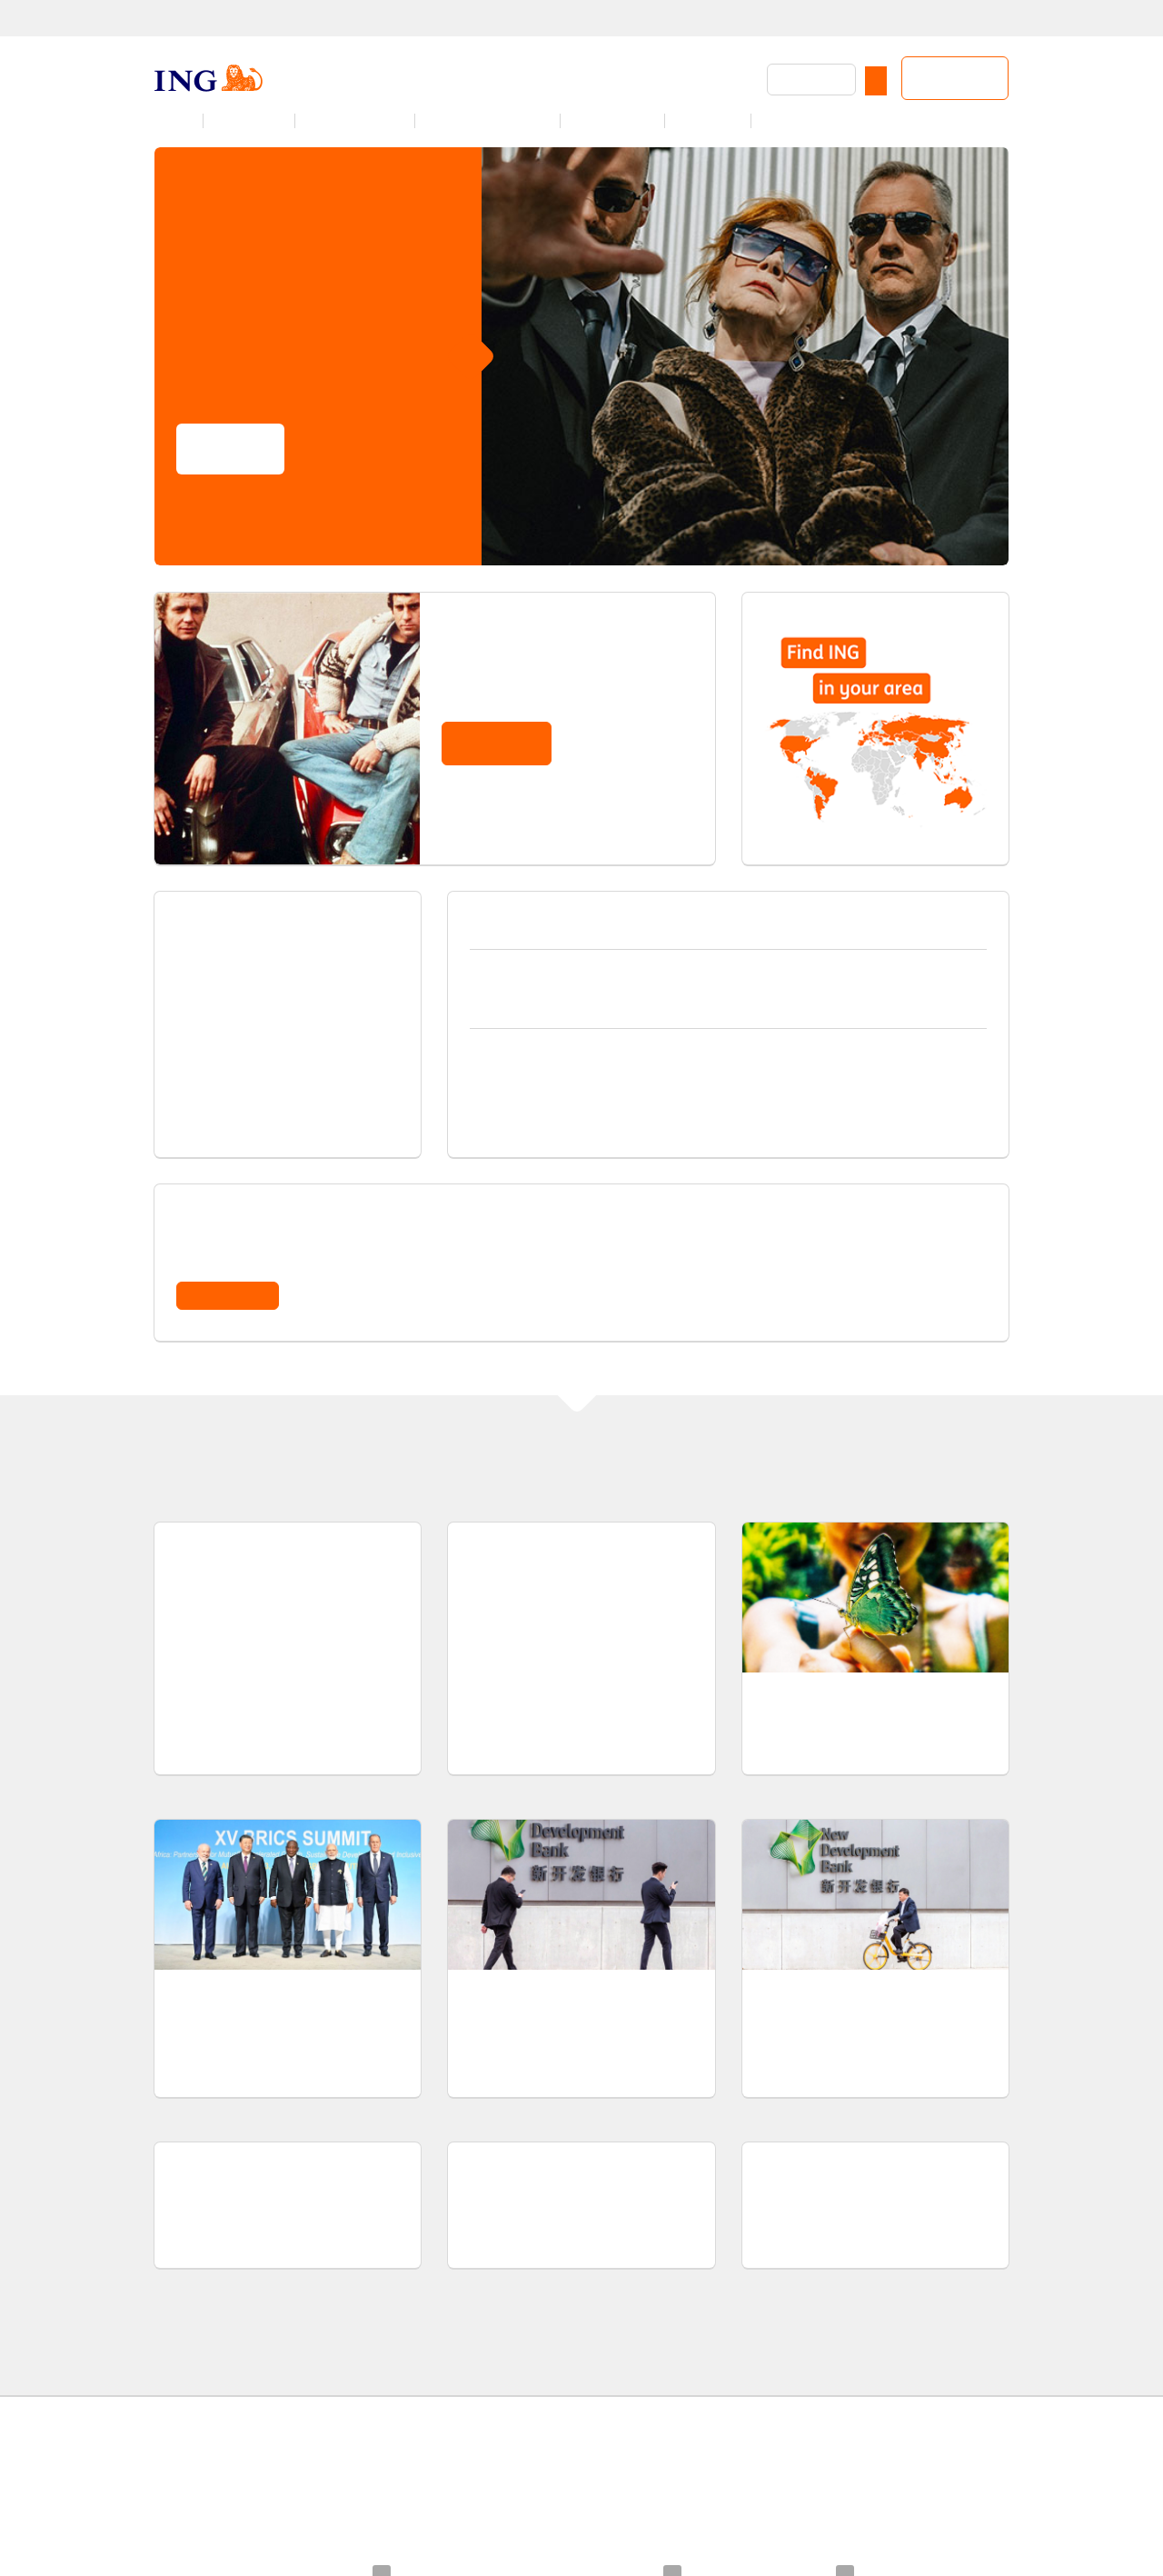 ING
Find ING
in your area
XV BRICS SUMMIT
Development
Bank
新开发银行
New
Development
Bank
新开发银行